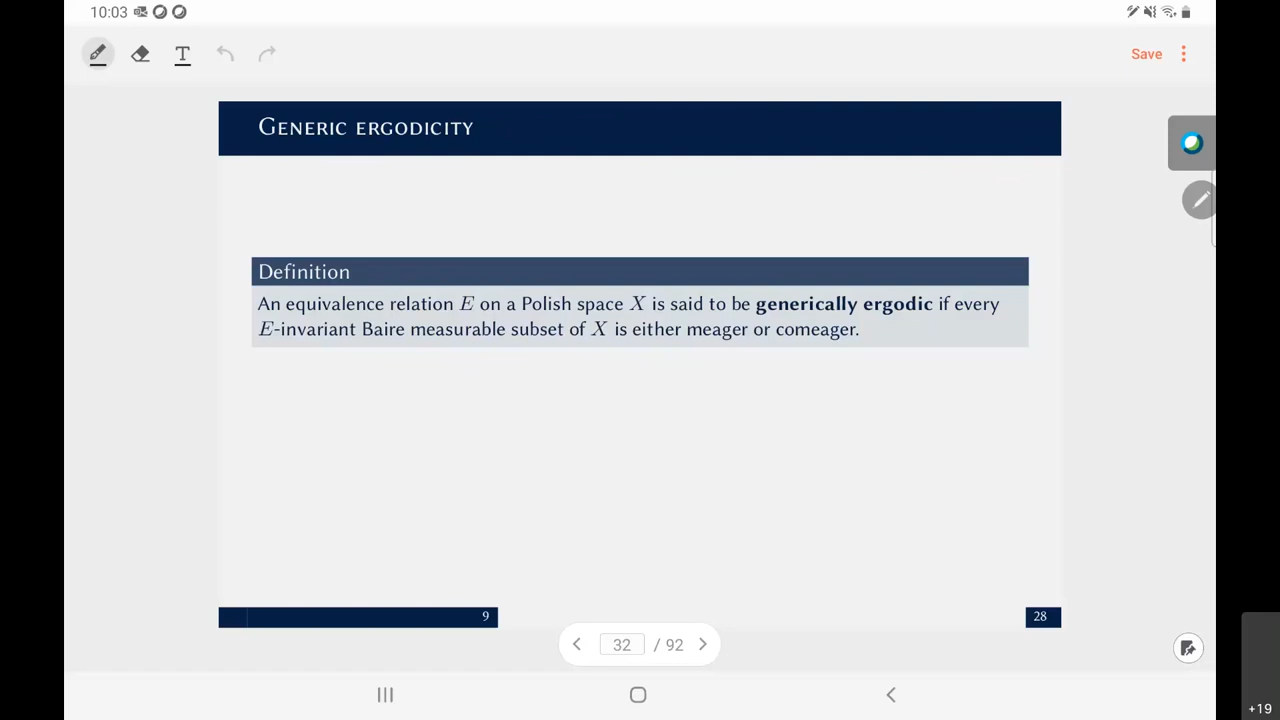 10:03
Save
GENERIC ERGODICITY
Definition
An equivalence relation E on a Polish space X is said to be generically ergodic if every
E-invariant Baire measurable subset of X is either meager or comeager.
9
28
32 / 92
+19